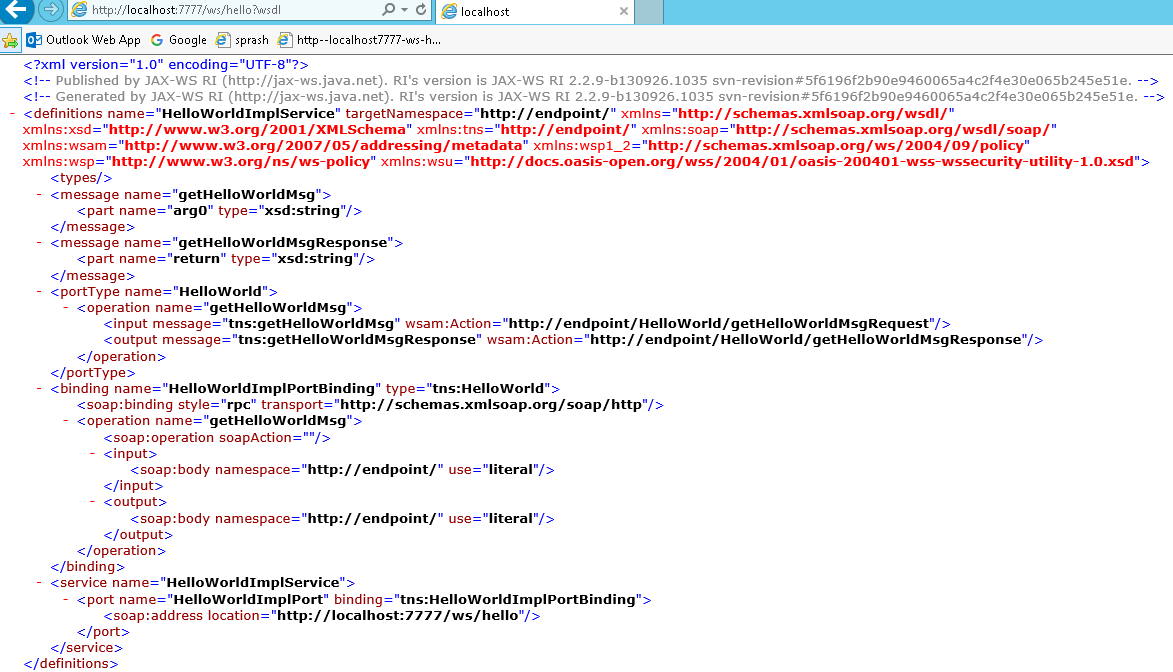 http://localhost:7777/ws/hello?wsdl
localhost
Outlook Web App Google sprash http--localhost7777-ws-h...
<?xml version="1.0" encoding="UTF-8"?>
<!-- Published by JAX-WS RI (http://jax-ws.java.net). RI's version is JAX-WS RI 2.2.9-b130926.1035 svn-revision#5f6196f2b90e9460065a4c2f4e30e065b245e51e. -->
<!-- Generated by JAX-WS RI (http://jax-ws.java.net). RI's version is JAX-WS RI 2.2.9-b130926.1035 svn-revision#5f6196f2b90e9460065a4c2f4e30e065b245e51e. -->
- <definitions name="HelloWorldImplService" targetNamespace="http://endpoint/" xmlns="http://schemas.xmlsoap.org/wsdl/"
xmlns:xsd="http://www.w3.org/2001/XMLSchema" xmlns:tns="http://endpoint/" xmlns:soap="http://schemas.xmlsoap.org/wsdl/soap/"
xmlns:wsam="http://www.w3.org/2007/05/addressing/metadata" xmlns:wsp1_2="http://schemas.xmlsoap.org/ws/2004/09/policy"
xmlns:wsp="http://www.w3.org/ns/ws-policy" xmlns:wsu="http://docs.oasis-open.org/wss/2004/01/oasis-200401-wss-wssecurity-utility-1.0.xsd">
<types/>
- <message name="getHelloWorldMsg">
<part name="arg0" type="xsd:string"/>
</message>
- <message name="getHelloWorldMsgResponse">
<part name="return" type="xsd:string"/>
</message>
- <portType name="HelloWorld">
- <operation name="getHelloWorldMsg">
<input message="tns:getHelloWorldMsg" wsam:Action="http://endpoint/HelloWorld/getHelloWorldMsgRequest"/>
<output message="tns:getHelloWorldMsgResponse" wsam:Action="http://endpoint/HelloWorld/getHelloWorldMsgResponse"/>
</operation>
</portType>
- <binding name="HelloWorldImplPortBinding" type="tns:HelloWorld">
<soap:binding style="rpc" transport="http://schemas.xmlsoap.org/soap/http"/>
- <operation name="getHelloWorldMsg">
<soap:operation soapAction=""/>
- <input>
<soap:body namespace="http://endpoint/" use="literal"/>
</input>
- <output>
<soap:body namespace="http://endpoint/" use="literal"/>
</output>
</operation>
</binding>
- <service name="HelloWorldImplService">
- <port name="HelloWorldImplPort" binding="tns:HelloWorldImplPortBinding">
<soap:address location="http://localhost:7777/ws/hello"/>
</port>
</service>
</definitions>